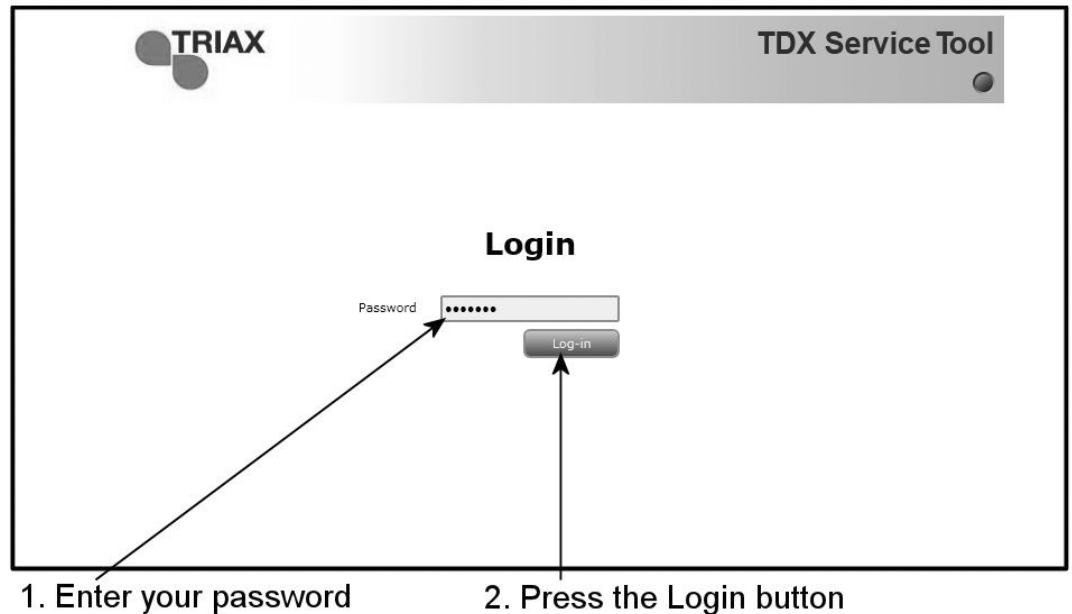 TRIAX
TDX Service Tool
Login
Password •••••••
Log-in
1. Enter your password
2. Press the Login button